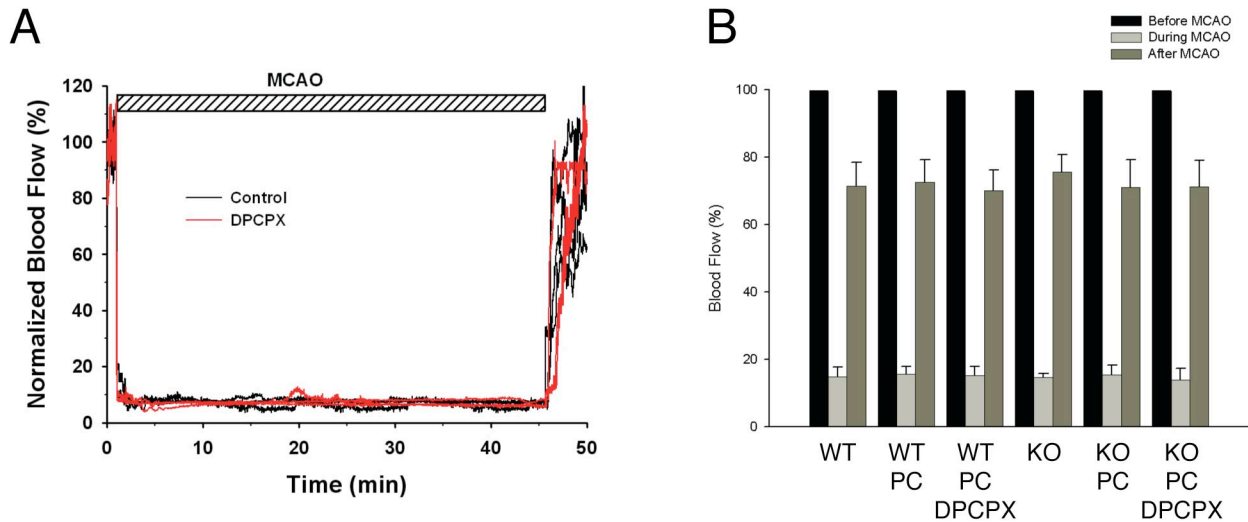 A
MCAO
Normalized Blood Flow (%)
120
100
80
60
40
20
0
Control
DPCPX
0 10 20 30 40 50
Time (min)
B
Before MCAO
During MCAO
After MCAO
Blood Flow (%)
100
80
60
40
20
0
WT WT WT KO KO KO
PC PC PC PC
DPCPX DPCPX